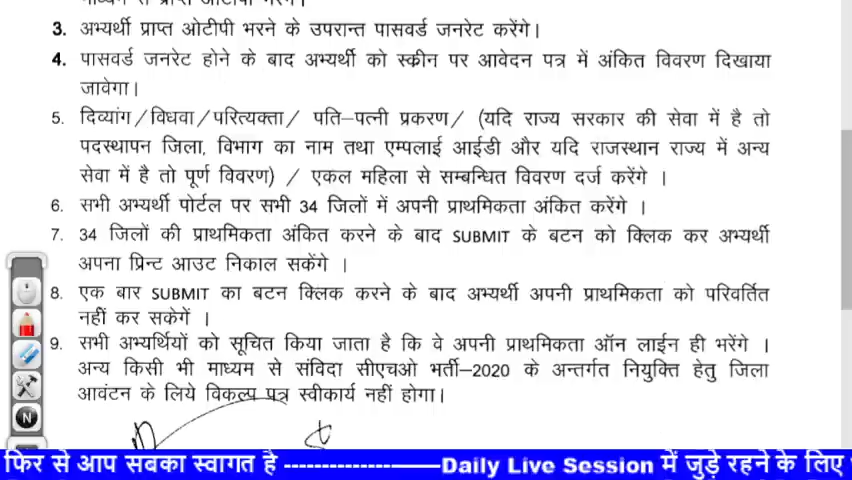 माध्यम से प्राप्त ओटीपी भरेंगे।
3. अभ्यर्थी प्राप्त ओटीपी भरने के उपरान्त पासवर्ड जनरेट करेंगे।
4. पासवर्ड जनरेट होने के बाद अभ्यर्थी को स्क्रीन पर आवेदन पत्र में अंकित विवरण दिखाया
जावेगा।
5. दिव्यांग/विधवा/परित्यक्ता/ पति-पत्नी प्रकरण/ (यदि राज्य सरकार की सेवा में है तो
पदस्थापन जिला, विभाग का नाम तथा एम्पलाई आईडी और यदि राजस्थान राज्य में अन्य
सेवा में है तो पूर्ण विवरण) / एकल महिला से सम्बन्धित विवरण दर्ज करेंगे ।
6. सभी अभ्यर्थी पोर्टल पर सभी 34 जिलों में अपनी प्राथमिकता अंकित करेंगे ।
7. 34 जिलों की प्राथमिकता अंकित करने के बाद SUBMIT के बटन को क्लिक कर अभ्यर्थी
अपना प्रिन्ट आउट निकाल सकेंगे ।
8. एक बार SUBMIT का बटन क्लिक करने के बाद अभ्यर्थी अपनी प्राथमिकता को परिवर्तित
नहीं कर सकेगें ।
9. सभी अभ्यर्थियों को सूचित किया जाता है कि वे अपनी प्राथमिकता ऑन लाईन ही भरेंगे ।
अन्य किसी भी माध्यम से संविदा सीएचओ भर्ती-2020 के अन्तर्गत नियुक्ति हेतु जिला
आवंटन के लिये विकल्प पत्र स्वीकार्य नहीं होगा।
N
फिर से आप सबका स्वागत है ---------------——Daily Live Session में जुड़े रहने के लिए